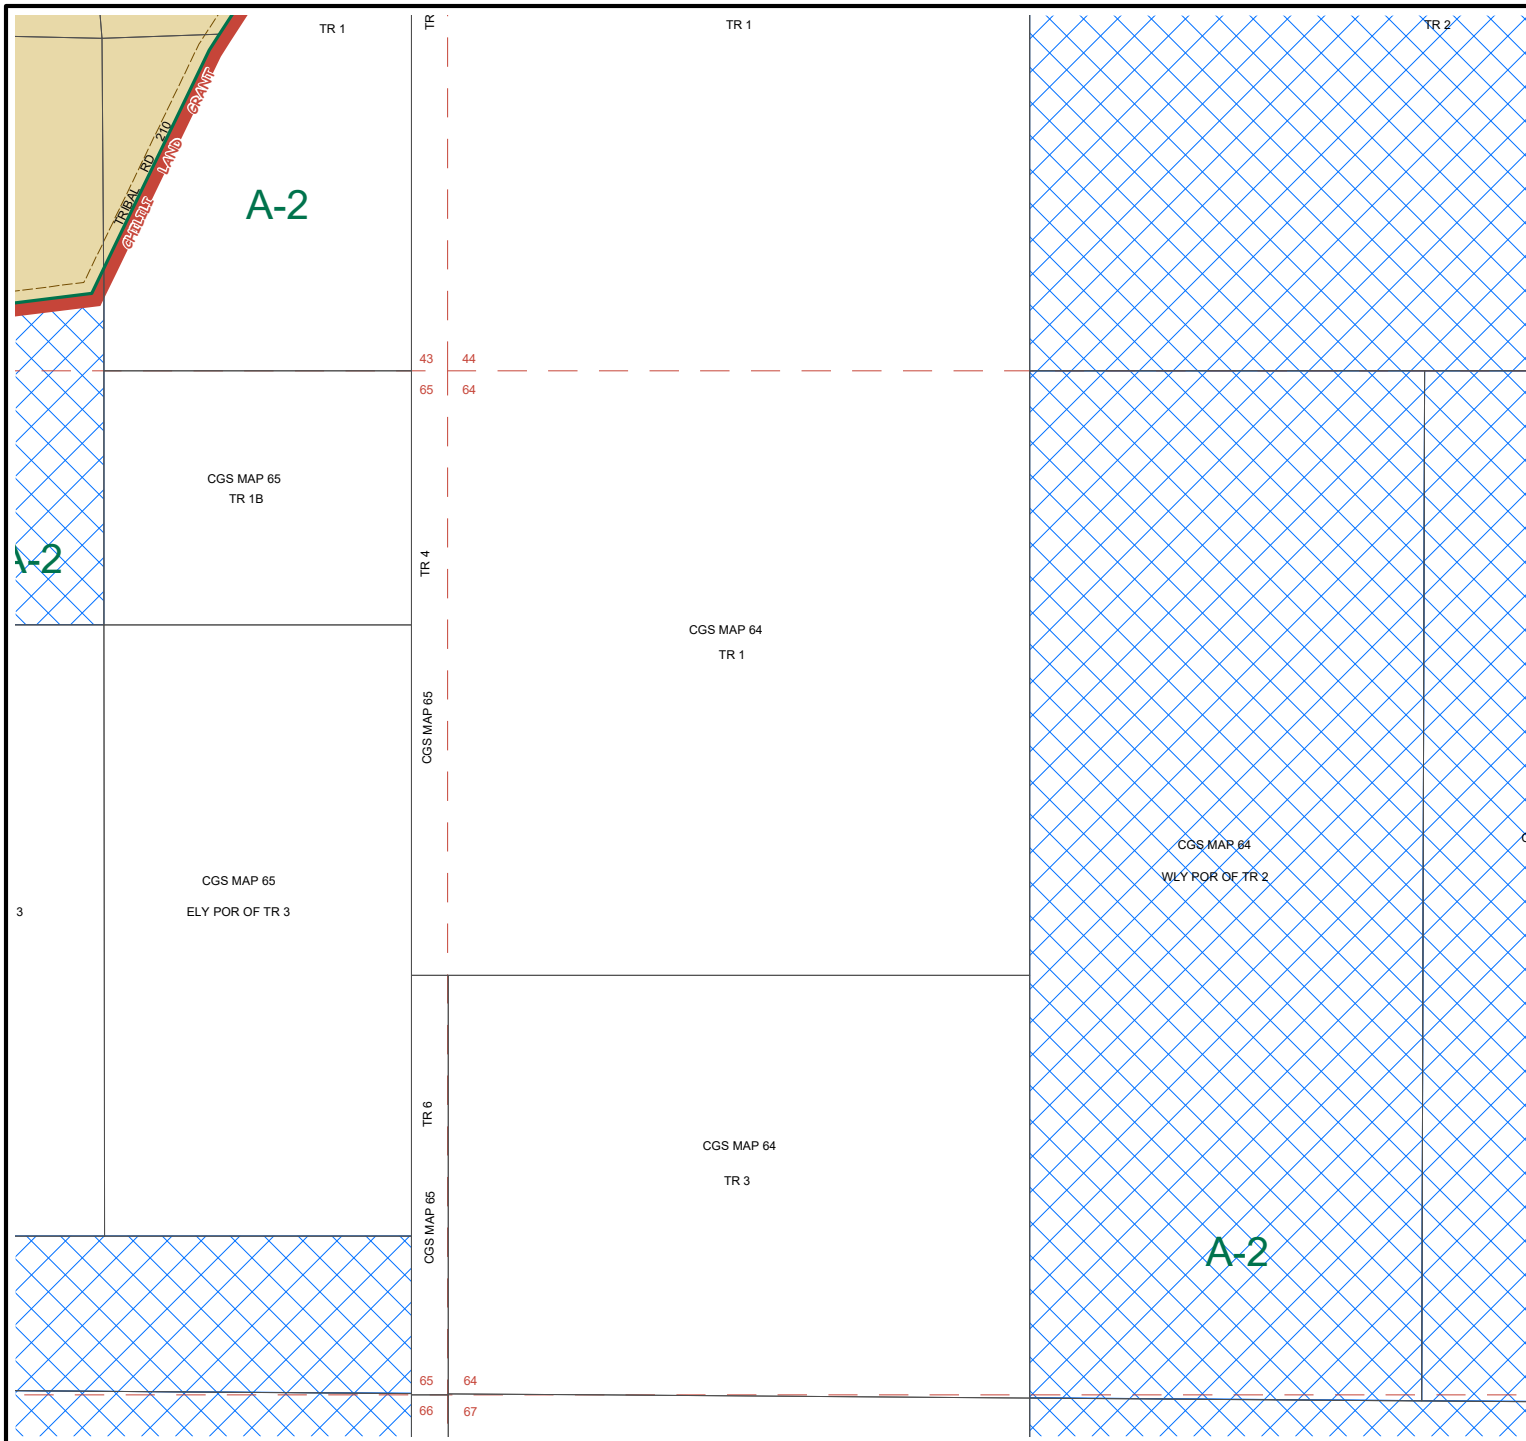 TR 1
TR
TR 1
TR 2
CHILILI LAND GRANT
TRIBAL RD 210
A-2
43
44
65
64
CGS MAP 65
TR 1B
A-2
TR 4
CGS MAP 65
CGS MAP 64
TR 1
CGS MAP 64
WLY POR OF TR 2
CGS MAP 65
ELY POR OF TR 3
3
TR 6
CGS MAP 65
CGS MAP 64
TR 3
A-2
65
64
66
67